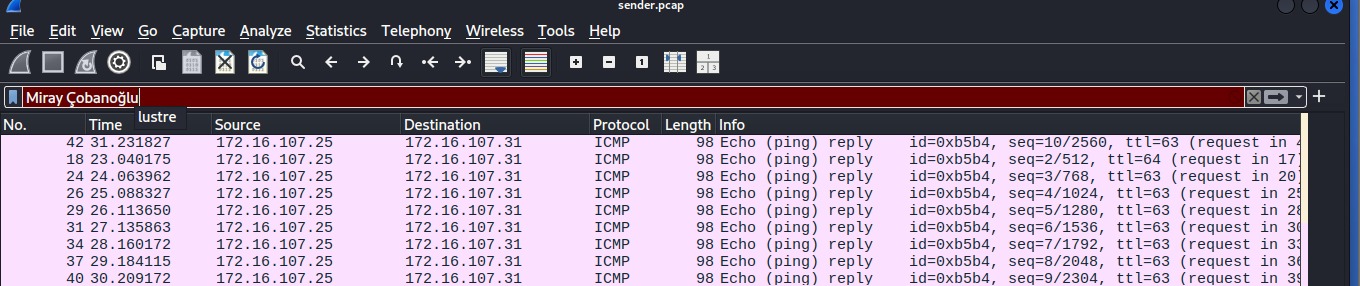 sender.pcap
File Edit View Go Capture Analyze Statistics Telephony Wireless Tools Help
Miray Çobanoğlu
lustre
No. Time Source Destination Protocol Length Info
42 31.231827 172.16.107.25 172.16.107.31 ICMP 98 Echo (ping) reply id=0xb5b4, seq=10/2560, ttl=63 (request in 4
18 23.040175 172.16.107.25 172.16.107.31 ICMP 98 Echo (ping) reply id=0xb5b4, seq=2/512, ttl=64 (request in 17)
24 24.063962 172.16.107.25 172.16.107.31 ICMP 98 Echo (ping) reply id=0xb5b4, seq=3/768, ttl=63 (request in 20)
26 25.088327 172.16.107.25 172.16.107.31 ICMP 98 Echo (ping) reply id=0xb5b4, seq=4/1024, ttl=63 (request in 25
29 26.113650 172.16.107.25 172.16.107.31 ICMP 98 Echo (ping) reply id=0xb5b4, seq=5/1280, ttl=63 (request in 28
31 27.135863 172.16.107.25 172.16.107.31 ICMP 98 Echo (ping) reply id=0xb5b4, seq=6/1536, ttl=63 (request in 30
34 28.160172 172.16.107.25 172.16.107.31 ICMP 98 Echo (ping) reply id=0xb5b4, seq=7/1792, ttl=63 (request in 33
37 29.184115 172.16.107.25 172.16.107.31 ICMP 98 Echo (ping) reply id=0xb5b4, seq=8/2048, ttl=63 (request in 36
40 30.209172 172.16.107.25 172.16.107.31 ICMP 98 Echo (ping) reply id=0xb5b4, seq=9/2304, ttl=63 (request in 39